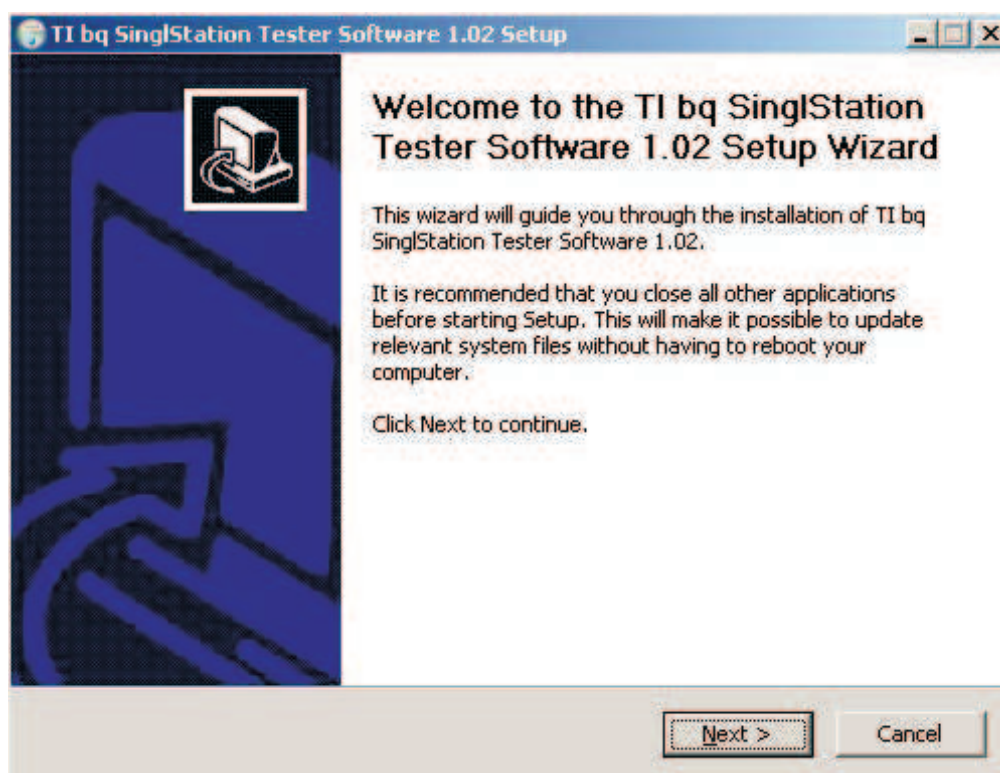 TI bq SinglStation Tester Software 1.02 Setup
Welcome to the TI bq SinglStation
Tester Software 1.02 Setup Wizard
This wizard will guide you through the installation of TI bq
SinglStation Tester Software 1.02.
It is recommended that you close all other applications
before starting Setup. This will make it possible to update
relevant system files without having to reboot your
computer.
Click Next to continue.
Next >
Cancel